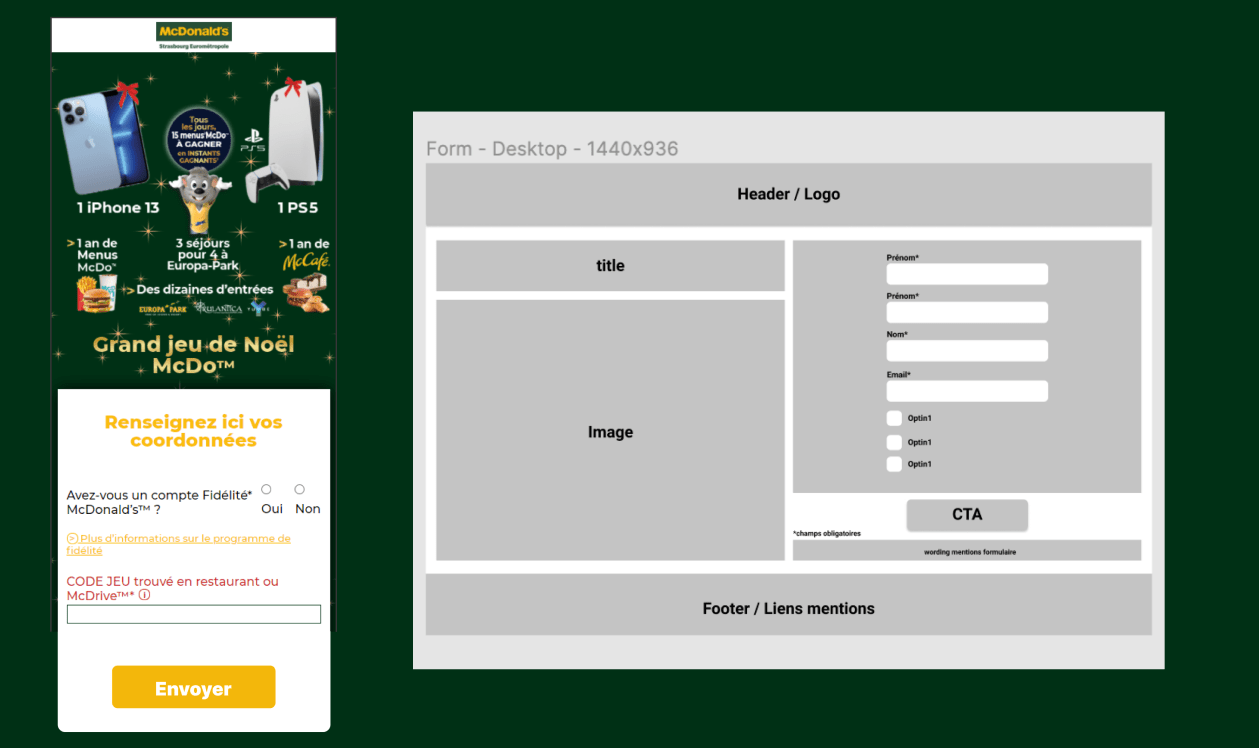 McDonald's
Strasbourg Eurométropole
Tous
les jours,
15 menus McDo™
À GAGNER
en INSTANTS
GAGNANTS*
PS5
1 iPhone 13
1 PS5
>1 an de
Menus
McDo™
3 séjours
pour 4 à
Europa-Park
>1 an de
McCafé
>Des dizaines d'entrées
EUROPA*PARK
RULANTICA
Grand jeu de Noël
McDo™
Renseignez ici vos
coordonnées
Avez-vous un compte Fidélité*
McDonald's™ ?
Oui
Non
Plus d'informations sur le programme de
fidélité
CODE JEU trouvé en restaurant ou
McDrive™* ⓘ
Envoyer
Form - Desktop - 1440x936
Header / Logo
title
Image
Prénom*
Prénom*
Nom*
Email*
Optin1
Optin1
Optin1
CTA
*champs obligatoires
wording mentions formulaire
Footer / Liens mentions